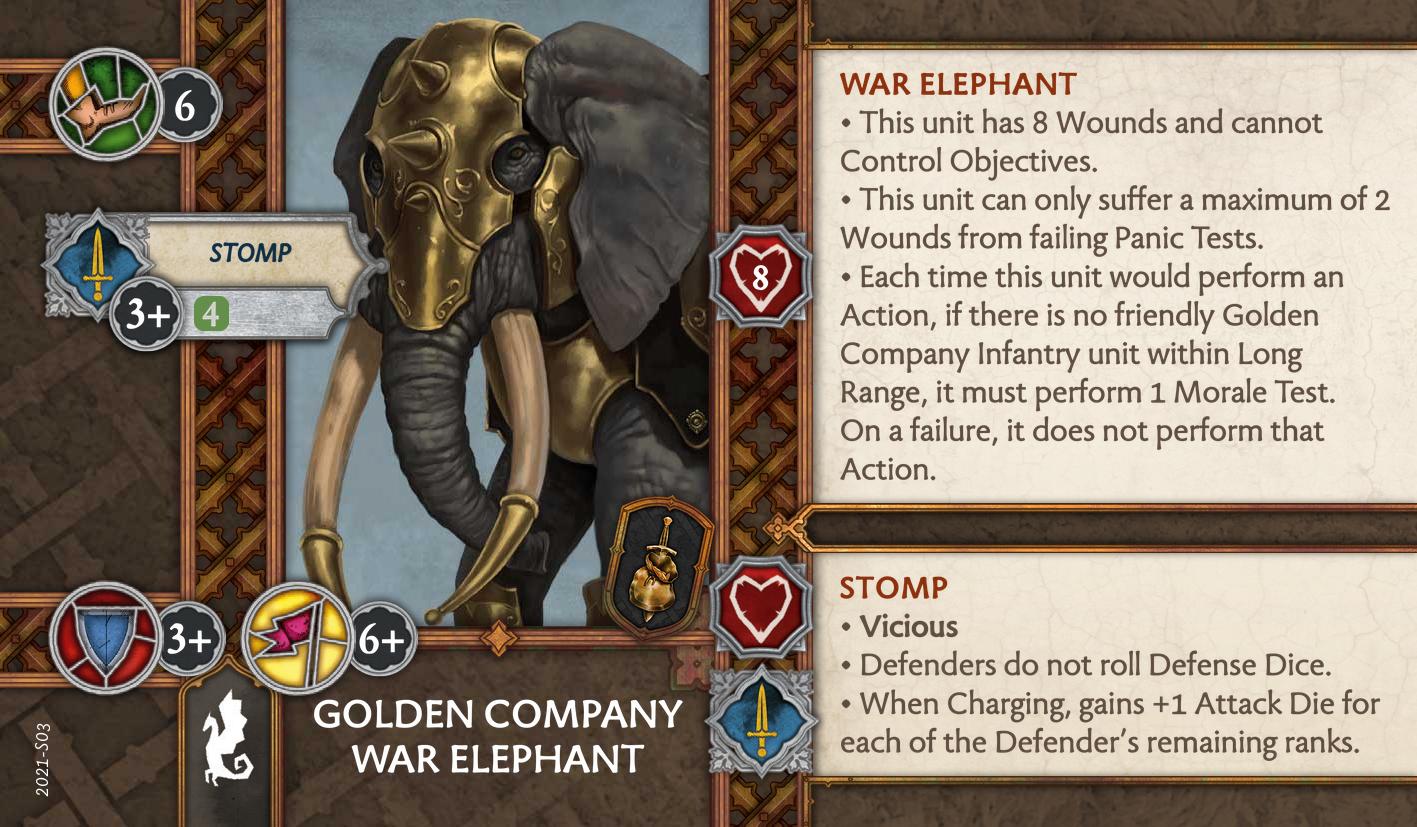 6
STOMP
3+ 4
8
3+
6+
GOLDEN COMPANY
WAR ELEPHANT
2021-S03
WAR ELEPHANT
• This unit has 8 Wounds and cannot
Control Objectives.
• This unit can only suffer a maximum of 2
Wounds from failing Panic Tests.
• Each time this unit would perform an
Action, if there is no friendly Golden
Company Infantry unit within Long
Range, it must perform 1 Morale Test.
On a failure, it does not perform that
Action.
STOMP
• Vicious
• Defenders do not roll Defense Dice.
• When Charging, gains +1 Attack Die for
each of the Defender's remaining ranks.